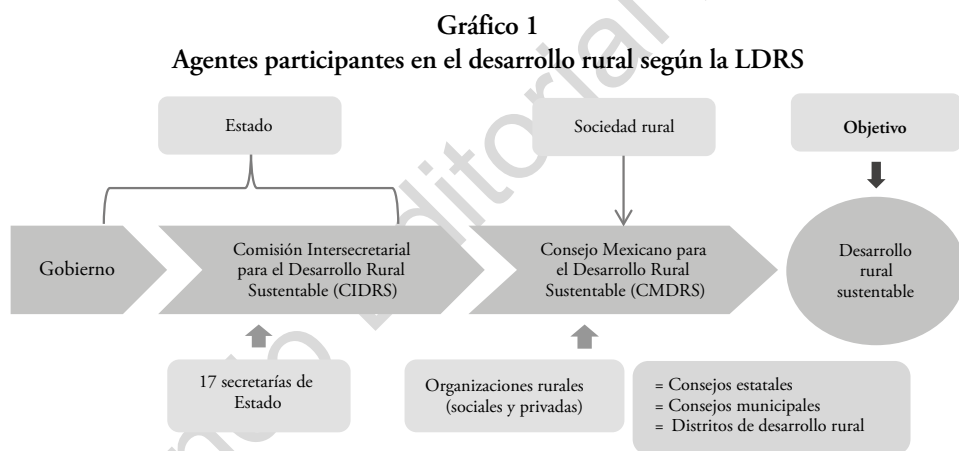 Gráfico 1
Agentes participantes en el desarrollo rural según la LDRS
Estado
Sociedad rural
Objetivo
Gobierno
Comisión Intersecretarial
para el Desarrollo Rural
Sustentable (CIDRS)
Consejo Mexicano para
el Desarrollo Rural
Sustentable (CMDRS)
Desarrollo
rural
sustentable
17 secretarías de
Estado
Organizaciones rurales
(sociales y privadas)
= Consejos estatales
= Consejos municipales
= Distritos de desarrollo rural
Editorial